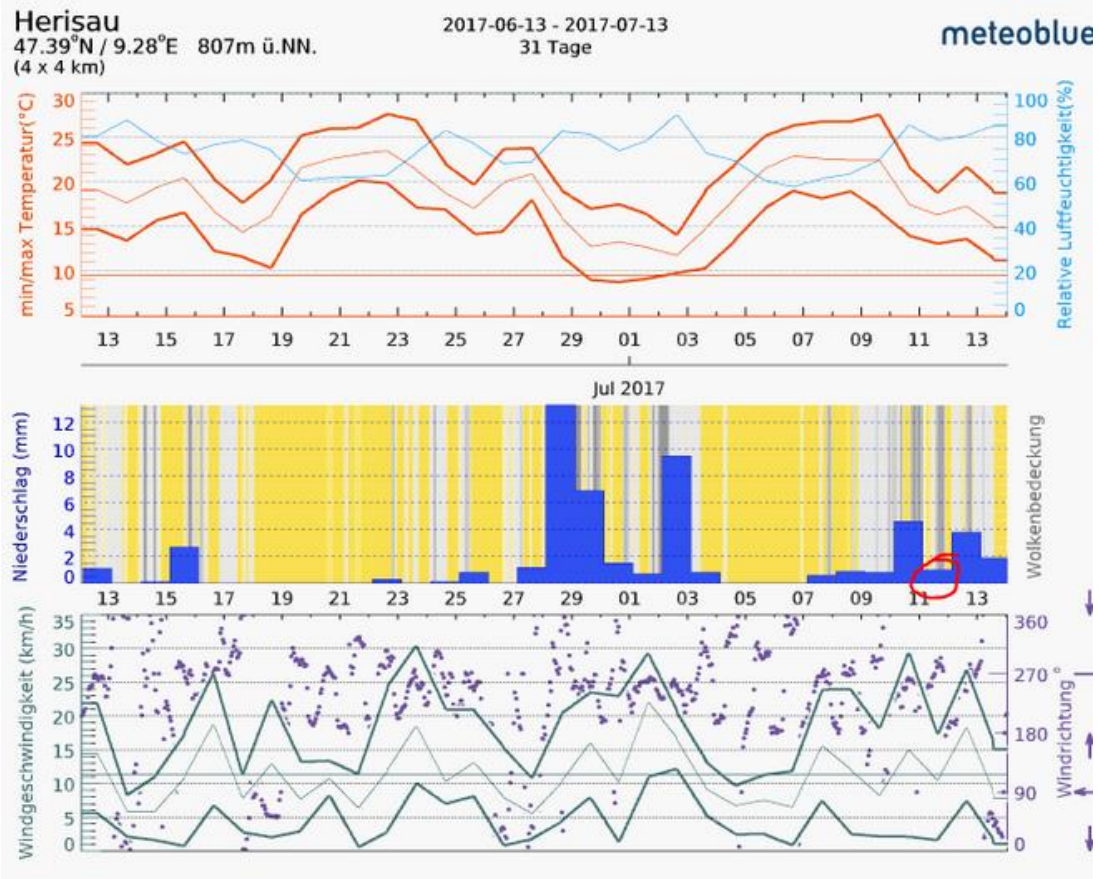 Herisau
47.39°N / 9.28°E 807m ü.NN.
(4 x 4 km)
2017-06-13 - 2017-07-13
31 Tage
meteoblue
min/max Temperatur(°C)
30
25
20
15
10
5
100
80
60
40
20
0
Relative Luftfeuchtigkeit(%)
13 15 17 19 21 23 25 27 29 01 03 05 07 09 11 13
Jul 2017
Niederschlag (mm)
12
10
8
6
4
2
0
Wolkenbedeckung
13 15 17 19 21 23 25 27 29 01 03 05 07 09 11 13
Windgeschwindigkeit (km/h)
35
30
25
20
15
10
5
0
360
270
180
90
0
Windrichtung °